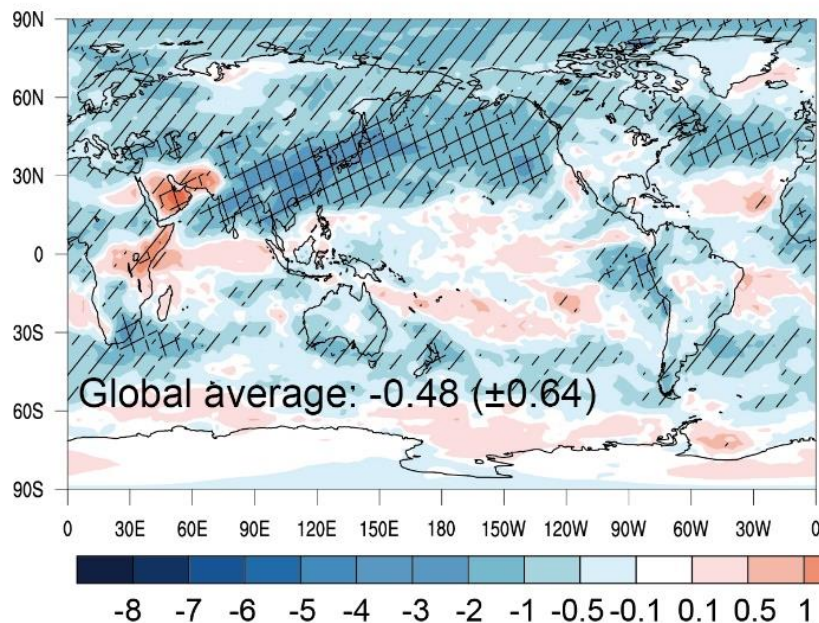 90N
60N
30N
0
30S
Global average: -0.48 (±0.64)
60S
90S
0 30E 60E 90E 120E 150E 180 150W 120W 90W 60W 30W 0
-8 -7 -6 -5 -4 -3 -2 -1 -0.5 -0.1 0.1 0.5 1